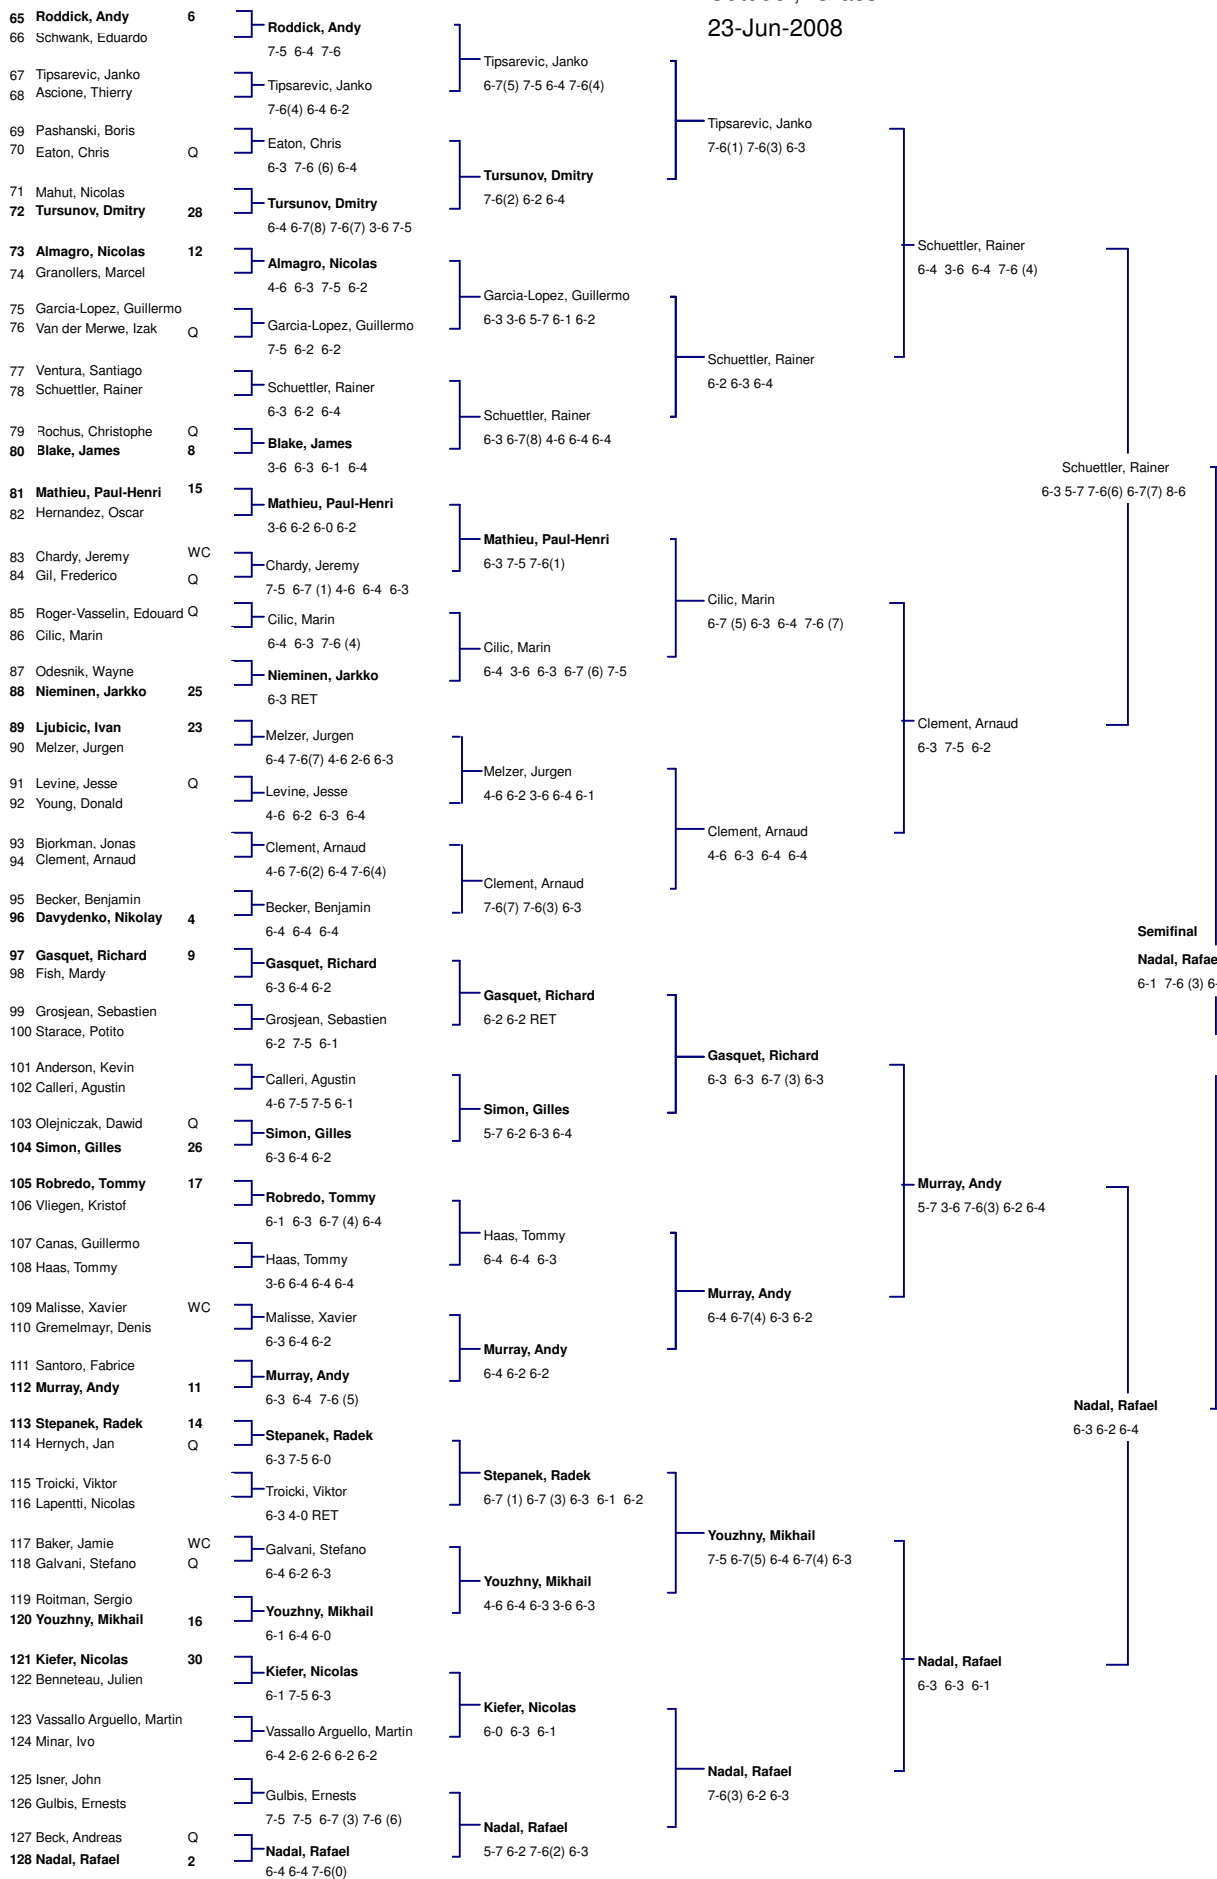 23-Jun-2008
65 Roddick, Andy 6
66 Schwank, Eduardo
67 Tipsarevic, Janko
68 Ascione, Thierry
69 Pashanski, Boris
70 Eaton, Chris Q
71 Mahut, Nicolas
72 Tursunov, Dmitry 28
73 Almagro, Nicolas 12
74 Granollers, Marcel
75 Garcia-Lopez, Guillermo
76 Van der Merwe, Izak Q
77 Ventura, Santiago
78 Schuettler, Rainer
79 Rochus, Christophe Q
80 Blake, James 8
81 Mathieu, Paul-Henri 15
82 Hernandez, Oscar
83 Chardy, Jeremy WC
84 Gil, Frederico Q
85 Roger-Vasselin, Edouard Q
86 Cilic, Marin
87 Odesnik, Wayne
88 Nieminen, Jarkko 25
89 Ljubicic, Ivan 23
90 Melzer, Jurgen
91 Levine, Jesse Q
92 Young, Donald
93 Bjorkman, Jonas
94 Clement, Arnaud
95 Becker, Benjamin
96 Davydenko, Nikolay 4
97 Gasquet, Richard 9
98 Fish, Mardy
99 Grosjean, Sebastien
100 Starace, Potito
101 Anderson, Kevin
102 Calleri, Agustin
103 Olejniczak, Dawid Q
104 Simon, Gilles 26
105 Robredo, Tommy 17
106 Vliegen, Kristof
107 Canas, Guillermo
108 Haas, Tommy
109 Malisse, Xavier WC
110 Gremelmayr, Denis
111 Santoro, Fabrice
112 Murray, Andy 11
113 Stepanek, Radek 14
114 Hernych, Jan Q
115 Troicki, Viktor
116 Lapentti, Nicolas
117 Baker, Jamie WC
118 Galvani, Stefano Q
119 Roitman, Sergio
120 Youzhny, Mikhail 16
121 Kiefer, Nicolas 30
122 Benneteau, Julien
123 Vassallo Arguello, Martin
124 Minar, Ivo
125 Isner, John
126 Gulbis, Ernests
127 Beck, Andreas Q
128 Nadal, Rafael 2
Roddick, Andy
7-5 6-4 7-6
Tipsarevic, Janko
7-6(4) 6-4 6-2
Eaton, Chris
6-3 7-6 (6) 6-4
Tursunov, Dmitry
6-4 6-7(8) 7-6(7) 3-6 7-5
Almagro, Nicolas
4-6 6-3 7-5 6-2
Garcia-Lopez, Guillermo
7-5 6-2 6-2
Schuettler, Rainer
6-3 6-2 6-4
Blake, James
3-6 6-3 6-1 6-4
Mathieu, Paul-Henri
3-6 6-2 6-0 6-2
Chardy, Jeremy
7-5 6-7 (1) 4-6 6-4 6-3
Cilic, Marin
6-4 6-3 7-6 (4)
Nieminen, Jarkko
6-3 RET
Melzer, Jurgen
6-4 7-6(7) 4-6 2-6 6-3
Levine, Jesse
4-6 6-2 6-3 6-4
Clement, Arnaud
4-6 7-6(2) 6-4 7-6(4)
Becker, Benjamin
6-4 6-4 6-4
Gasquet, Richard
6-3 6-4 6-2
Grosjean, Sebastien
6-2 7-5 6-1
Calleri, Agustin
4-6 7-5 7-5 6-1
Simon, Gilles
6-3 6-4 6-2
Robredo, Tommy
6-1 6-3 6-7 (4) 6-4
Haas, Tommy
3-6 6-4 6-4 6-4
Malisse, Xavier
6-3 6-4 6-2
Murray, Andy
6-3 6-4 7-6 (5)
Stepanek, Radek
6-3 7-5 6-0
Troicki, Viktor
6-3 4-0 RET
Galvani, Stefano
6-4 6-2 6-3
Youzhny, Mikhail
6-1 6-4 6-0
Kiefer, Nicolas
6-1 7-5 6-3
Vassallo Arguello, Martin
6-4 2-6 2-6 6-2 6-2
Gulbis, Ernests
7-5 7-5 6-7 (3) 7-6 (6)
Nadal, Rafael
6-4 6-4 7-6(0)
Tipsarevic, Janko
6-7(5) 7-5 6-4 7-6(4)
Tursunov, Dmitry
7-6(2) 6-2 6-4
Garcia-Lopez, Guillermo
6-3 3-6 5-7 6-1 6-2
Schuettler, Rainer
6-3 6-7(8) 4-6 6-4 6-4
Mathieu, Paul-Henri
6-3 7-5 7-6(1)
Cilic, Marin
6-4 3-6 6-3 6-7 (6) 7-5
Melzer, Jurgen
4-6 6-2 3-6 6-4 6-1
Clement, Arnaud
7-6(7) 7-6(3) 6-3
Gasquet, Richard
6-2 6-2 RET
Simon, Gilles
5-7 6-2 6-3 6-4
Haas, Tommy
6-4 6-4 6-3
Murray, Andy
6-4 6-2 6-2
Stepanek, Radek
6-7 (1) 6-7 (3) 6-3 6-1 6-2
Youzhny, Mikhail
4-6 6-4 6-3 3-6 6-3
Kiefer, Nicolas
6-0 6-3 6-1
Nadal, Rafael
5-7 6-2 7-6(2) 6-3
Tipsarevic, Janko
7-6(1) 7-6(3) 6-3
Schuettler, Rainer
6-2 6-3 6-4
Cilic, Marin
6-7 (5) 6-3 6-4 7-6 (7)
Clement, Arnaud
4-6 6-3 6-4 6-4
Gasquet, Richard
6-3 6-3 6-7 (3) 6-3
Murray, Andy
6-4 6-7(4) 6-3 6-2
Youzhny, Mikhail
7-5 6-7(5) 6-4 6-7(4) 6-3
Nadal, Rafael
7-6(3) 6-2 6-3
Schuettler, Rainer
6-4 3-6 6-4 7-6 (4)
Clement, Arnaud
6-3 7-5 6-2
Murray, Andy
5-7 3-6 7-6(3) 6-2 6-4
Nadal, Rafael
6-3 6-3 6-1
Schuettler, Rainer
6-3 5-7 7-6(6) 6-7(7) 8-6
Nadal, Rafael
6-3 6-2 6-4
Semifinal
Nadal, Rafae
6-1 7-6 (3) 6-